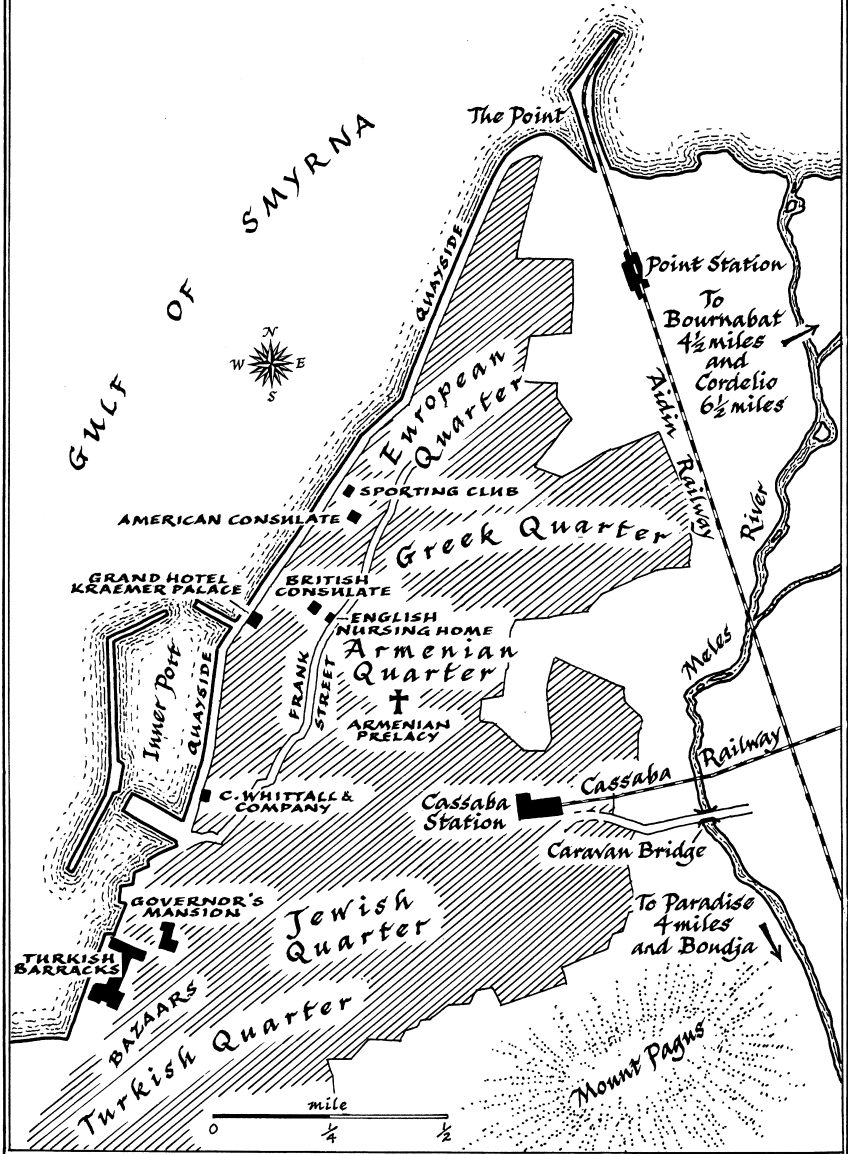 The Point
GULF OF SMYRNA
QUAYSIDE
Point Station
To
Bournabat
4½ miles
and
Cordelio
6½ miles
N
W E
S
European
Quarter
Aidin Railway
SPORTING CLUB
AMERICAN CONSULATE
Greek Quarter
Meles River
GRAND HOTEL
KRAEMER PALACE
BRITISH
CONSULATE
ENGLISH
NURSING HOME
Armenian
Quarter
Inner Port
QUAYSIDE
FRANK
STREET
ARMENIAN
PRELACY
Cassaba Railway
C. WHITTALL &
COMPANY
Cassaba
Station
Caravan Bridge
GOVERNOR'S
MANSION
Jewish
Quarter
To Paradise
4 miles
and Boudja
TURKISH
BARRACKS
BAZAARS
Turkish Quarter
Mount Pagus
mile
0 ¼ ½